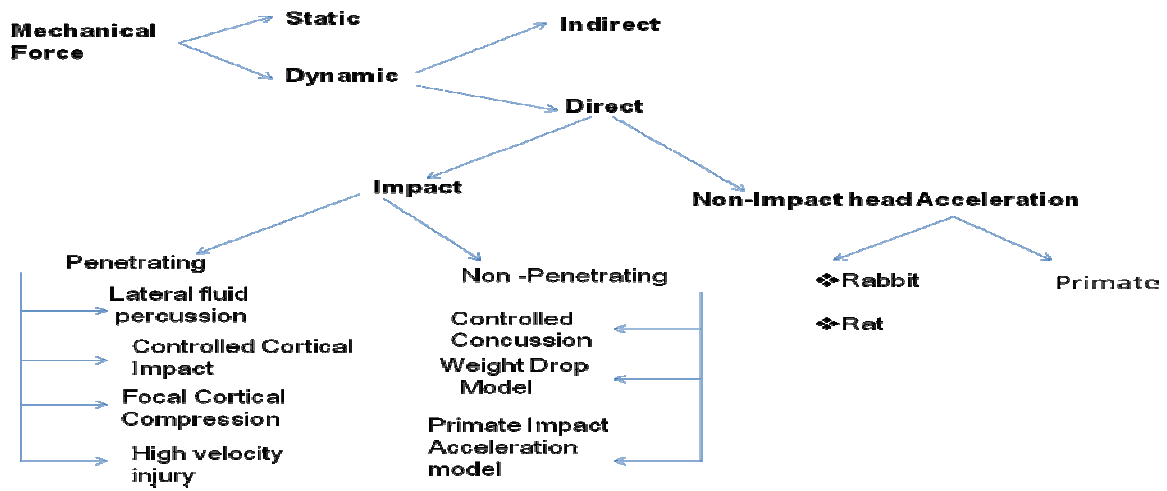 Mechanical
Force
Static
Dynamic
Indirect
Direct
Impact
Non-Impact head Acceleration
Penetrating
Lateral fluid
percussion
Controlled Cortical
Impact
Focal Cortical
Compression
High velocity
injury
Non -Penetrating
Controlled
Concussion
Weight Drop
Model
Primate Impact
Acceleration
model
❖Rabbit
❖Rat
Primate